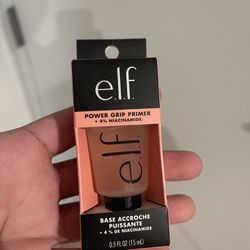 e.l.f.
POWER GRIP PRIMER
+ 4% NIACINAMIDE
e.l.f.
BASE ACCROCHE
PUISSANTE
+ 4 % DE NIACINAMIDE
0.5 FL OZ (15 mL)